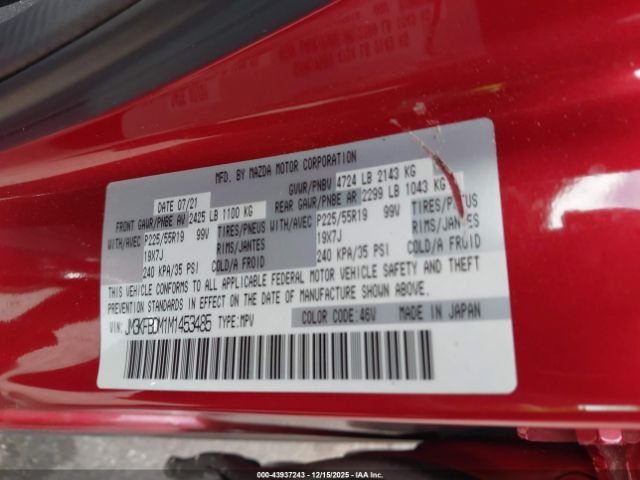 MFD. BY MAZDA MOTOR CORPORATION
DATE 07/21
GVWR/PNBV 4724 LB 2143 KG
FRONT GAWR/PNBE AV 2425 LB 1100 KG
REAR GAWR/PNBE AR 2299 LB 1043 KG
WITH/AVEC P225/55R19 99V TIRES/PNEUS WITH/AVEC P225/55R19 99V TIRES/PNEUS
19X7J RIMS/JANTES 19X7J RIMS/JANTES
240 KPA/35 PSI COLD/A FROID 240 KPA/35 PSI COLD/A FROID
THIS VEHICLE CONFORMS TO ALL APPLICABLE FEDERAL MOTOR VEHICLE SAFETY AND THEFT
PREVENTION STANDARDS IN EFFECT ON THE DATE OF MANUFACTURE SHOWN ABOVE.
VIN: JM3KFBDM1M1453485 TYPE:MPV COLOR CODE:46V MADE IN JAPAN
000-43937243 - 12/15/2025 - IAA, Inc.